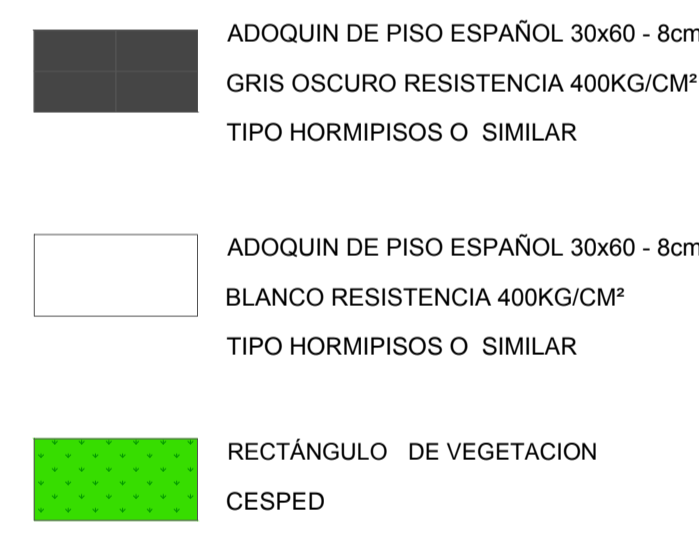 ADOQUIN DE PISO ESPAÑOL 30x60 - 8cm
GRIS OSCURO RESISTENCIA 400KG/CM²
TIPO HORMIPISOS O SIMILAR
ADOQUIN DE PISO ESPAÑOL 30x60 - 8cm
BLANCO RESISTENCIA 400KG/CM²
TIPO HORMIPISOS O SIMILAR
RECTÁNGULO DE VEGETACION
CESPED